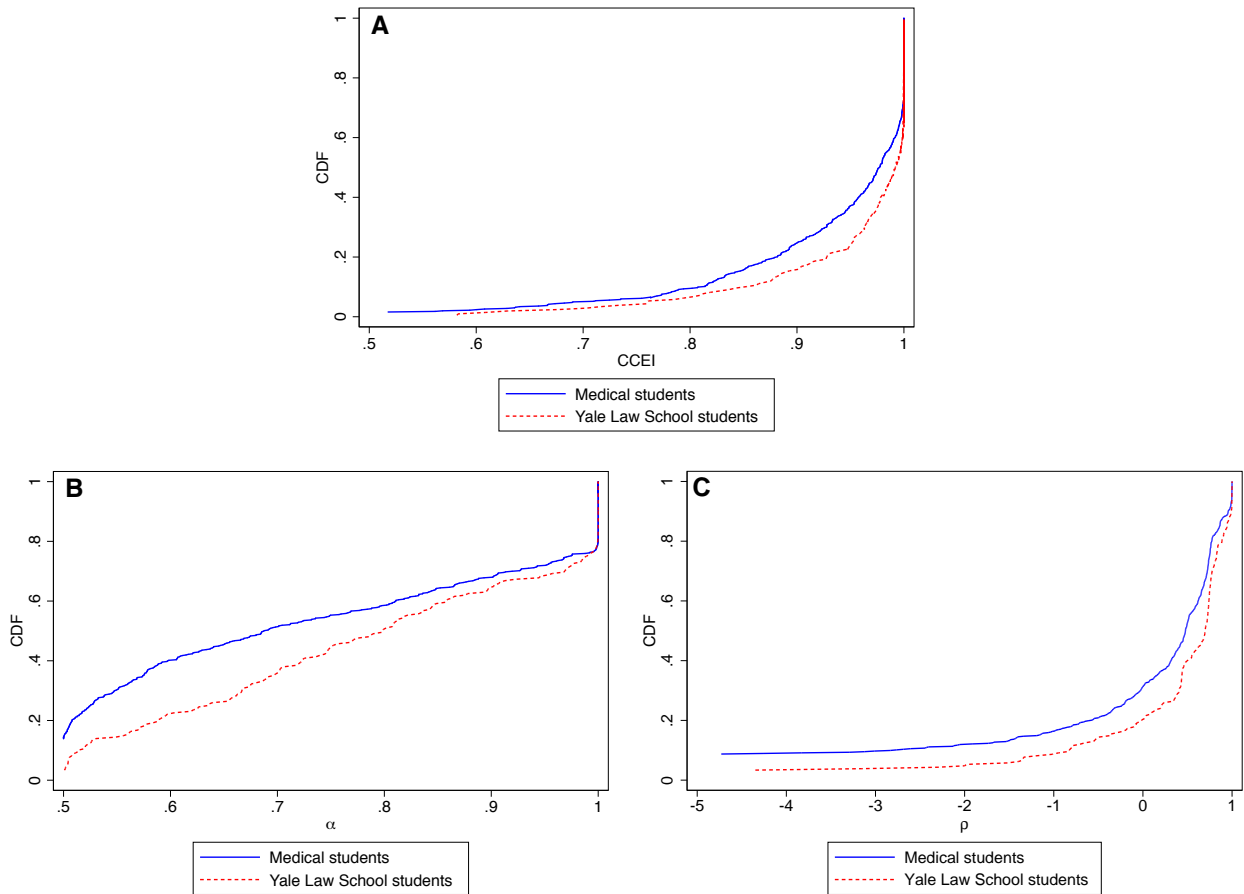 A
1
.8
.6
.4
.2
0
CDF
.5 .6 .7 .8 .9 1
CCEI
Medical students
Yale Law School students
B
1
.8
.6
.4
.2
0
CDF
.5 .6 .7 .8 .9 1
α
Medical students
Yale Law School students
C
1
.8
.6
.4
.2
0
CDF
-5 -4 -3 -2 -1 0 1
ρ
Medical students
Yale Law School students